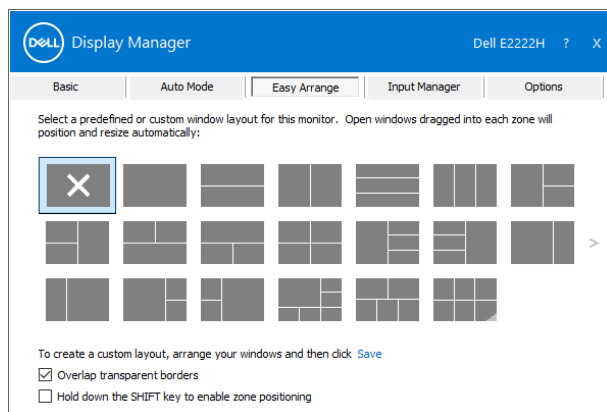 DELL Display Manager Dell E2222H ? X
Basic Auto Mode Easy Arrange Input Manager Options
Select a predefined or custom window layout for this monitor. Open windows dragged into each zone will
position and resize automatically:
>
To create a custom layout, arrange your windows and then click Save
Overlap transparent borders
Hold down the SHIFT key to enable zone positioning